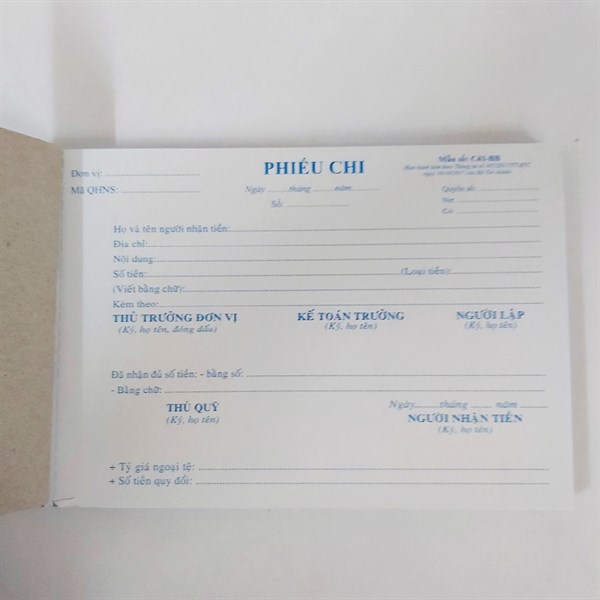 Đơn vị:
PHIẾU CHI
Mẫu số: C41-BB
Mã QHNS:
Ngày tháng năm
Quyển số:
Số:
Nợ:
Có:
Họ và tên người nhận tiền:
Địa chỉ:
Nội dung:
Số tiền: (Loại tiền):
(Viết bằng chữ):
Kèm theo:
THỦ TRƯỞNG ĐƠN VỊ KẾ TOÁN TRƯỞNG NGƯỜI LẬP
(Ký, họ tên, đóng dấu) (Ký, họ tên) (Ký, họ tên)
Đã nhận đủ số tiền: - bằng số:
- Bằng chữ:
Ngày tháng năm
THỦ QUỸ NGƯỜI NHẬN TIỀN
(Ký, họ tên) (Ký, họ tên)
+ Tỷ giá ngoại tệ:
+ Số tiền quy đổi: